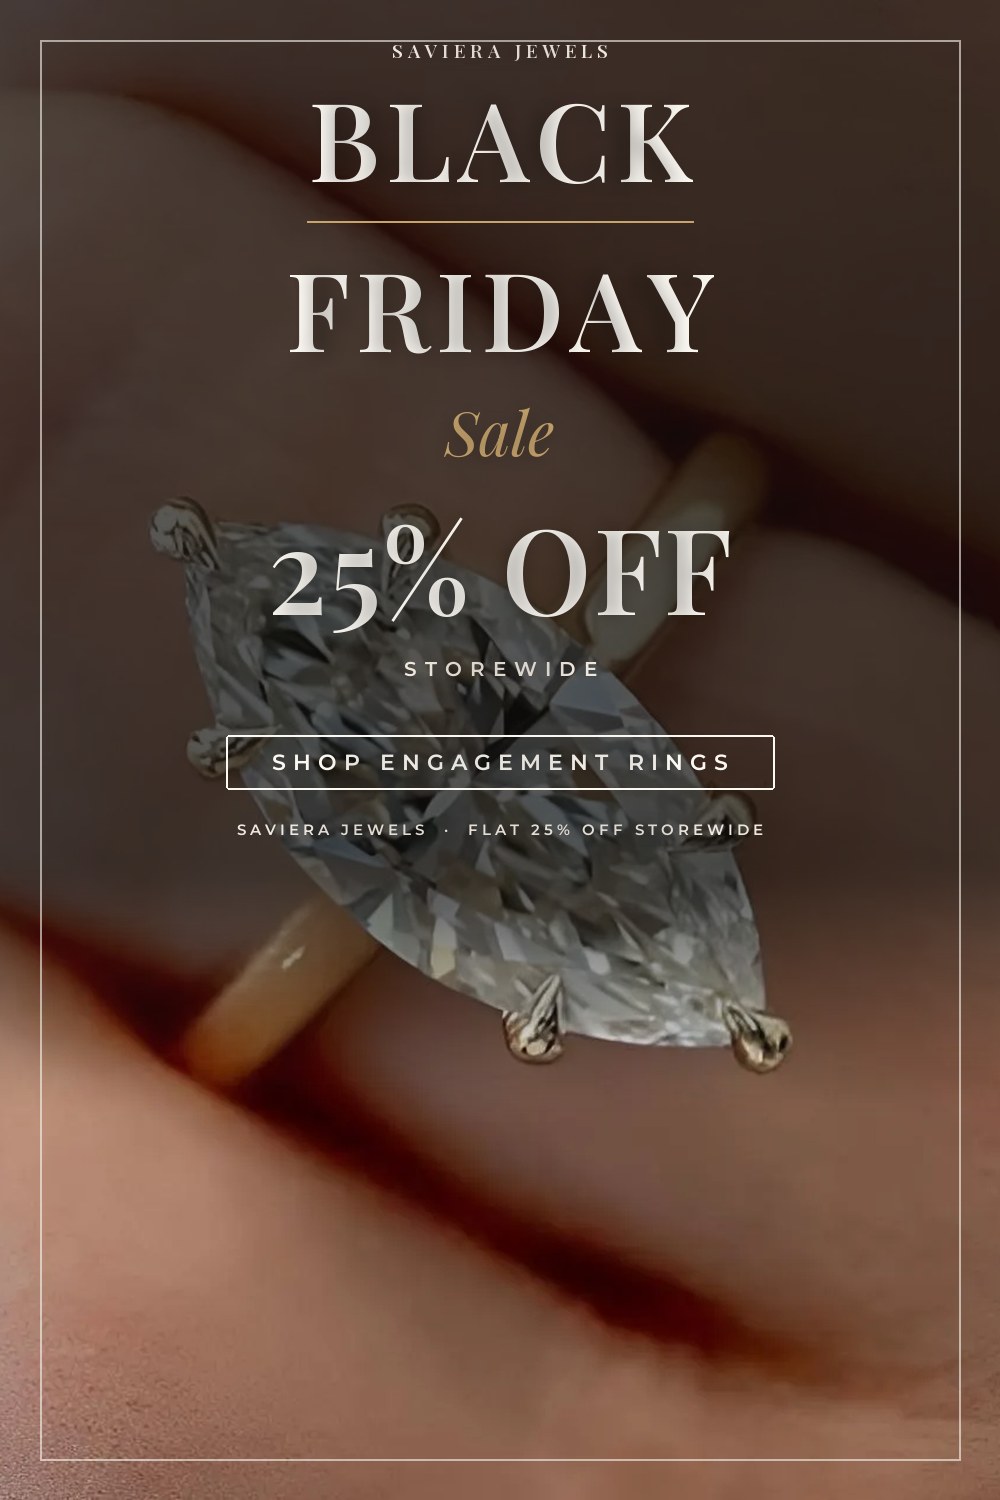 SAVIERA JEWELS
BLACK
FRIDAY
Sale
25% OFF
STOREWIDE
SHOP ENGAGEMENT RINGS
SAVIERA JEWELS · FLAT 25% OFF STOREWIDE